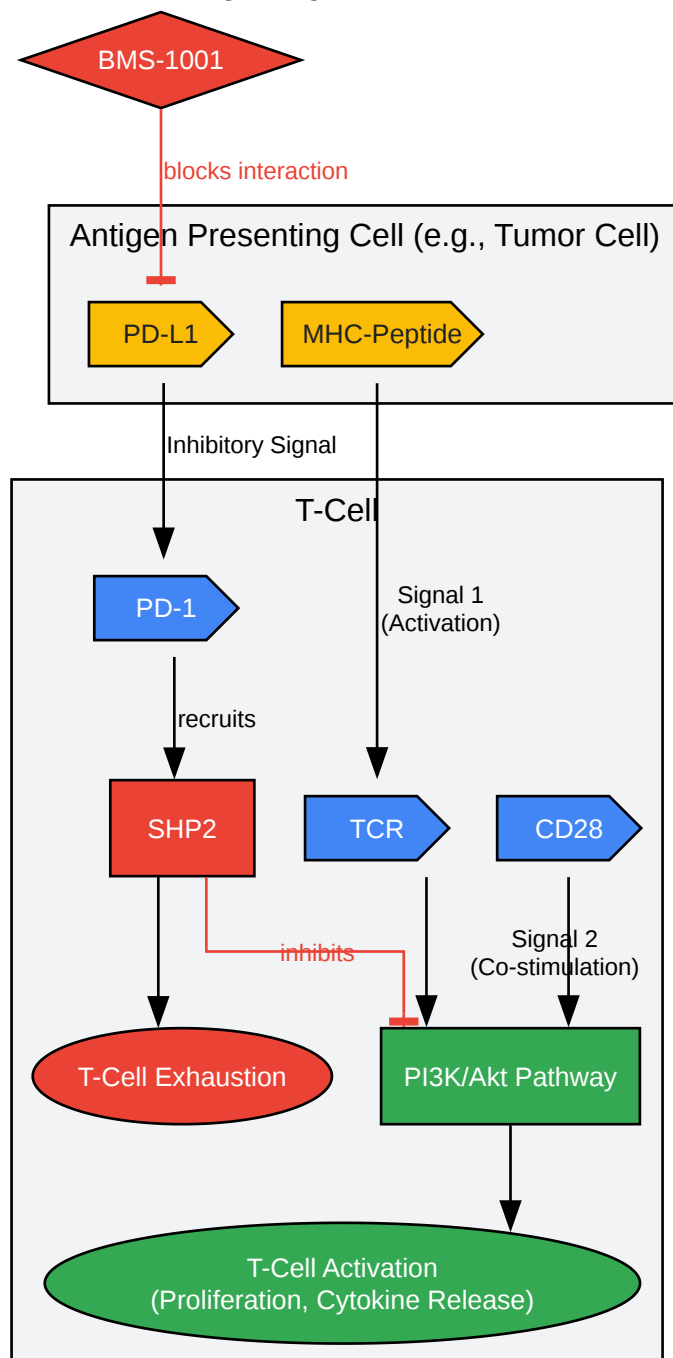 BMS-1001
blocks interaction
Antigen Presenting Cell (e.g., Tumor Cell)
PD-L1
MHC-Peptide
Inhibitory Signal
T-Cell
PD-1
Signal 1
(Activation)
recruits
SHP2
TCR
CD28
inhibits
Signal 2
(Co-stimulation)
T-Cell Exhaustion
PI3K/Akt Pathway
T-Cell Activation
(Proliferation, Cytokine Release)